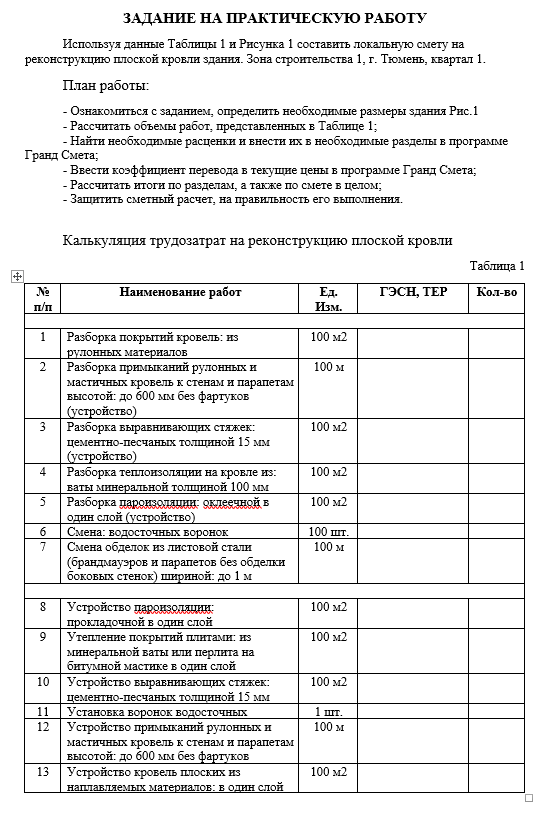 ЗАДАНИЕ НА ПРАКТИЧЕСКУЮ РАБОТУ
Используя данные Таблицы 1 и Рисунка 1 составить локальную смету на
реконструкцию плоской кровли здания. Зона строительства 1, г. Тюмень, квартал 1.
План работы:
- Ознакомиться с заданием, определить необходимые размеры здания Рис.1
- Рассчитать объемы работ, представленных в Таблице 1;
- Найти необходимые расценки и внести их в необходимые разделы в программе
Гранд Смета;
- Ввести коэффициент перевода в текущие цены в программе Гранд Смета;
- Рассчитать итоги по разделам, а также по смете в целом;
- Защитить сметный расчет, на правильность его выполнения.
Калькуляция трудозатрат на реконструкцию плоской кровли
Таблица 1
№ Наименование работ Ед. ГЭСН, ТЕР Кол-во
п/п Изм.
1 Разборка покрытий кровель: из 100 м2
рулонных материалов
2 Разборка примыканий рулонных и 100 м
мастичных кровель к стенам и парапетам
высотой: до 600 мм без фартуков
(устройство)
3 Разборка выравнивающих стяжек: 100 м2
цементно-песчаных толщиной 15 мм
(устройство)
4 Разборка теплоизоляции на кровле из: 100 м2
ваты минеральной толщиной 100 мм
5 Разборка пароизоляции: оклеечной в 100 м2
один слой (устройство)
6 Смена: водосточных воронок 100 шт.
7 Смена обделок из листовой стали 100 м
(брандмауэров и парапетов без обделки
боковых стенок) шириной: до 1 м
8 Устройство пароизоляции: 100 м2
прокладочной в один слой
9 Утепление покрытий плитами: из 100 м2
минеральной ваты или перлита на
битумной мастике в один слой
10 Устройство выравнивающих стяжек: 100 м2
цементно-песчаных толщиной 15 мм
11 Установка воронок водосточных 1 шт.
12 Устройство примыканий рулонных и 100 м
мастичных кровель к стенам и парапетам
высотой: до 600 мм без фартуков
13 Устройство кровель плоских из 100 м2
наплавляемых материалов: в один слой